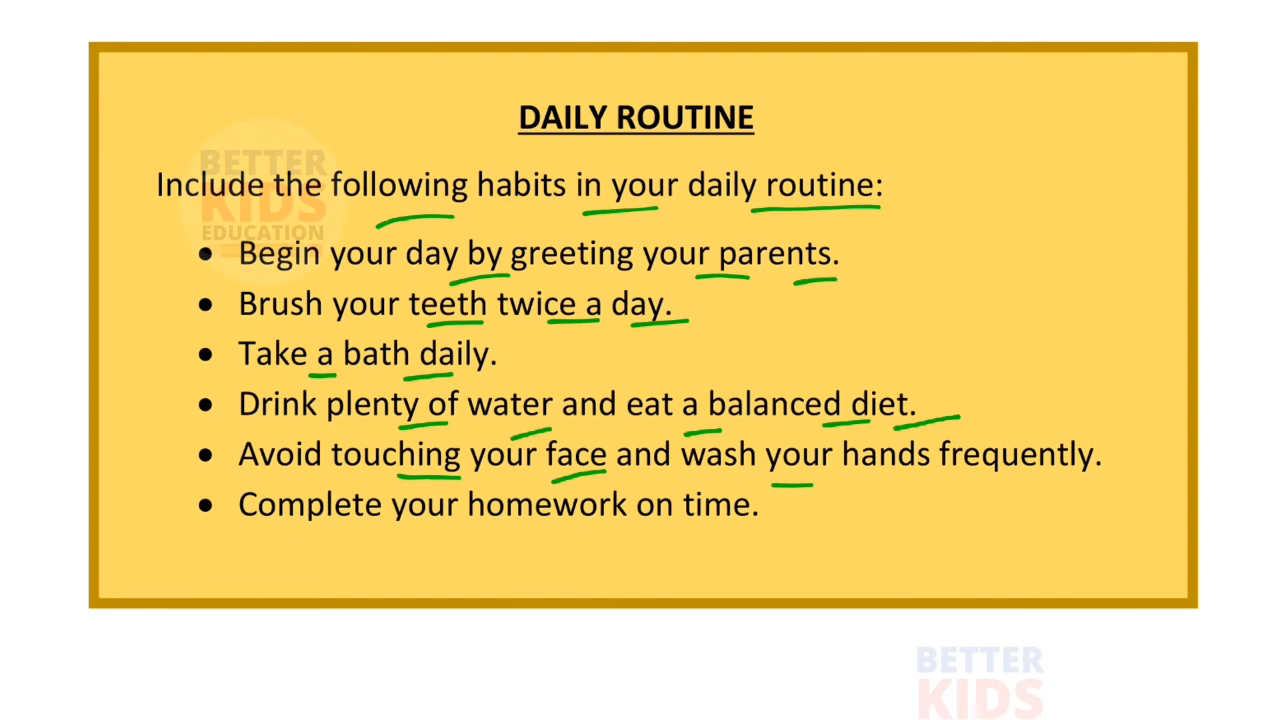 DAILY ROUTINE
BETTER
Include the following habits in your daily routine:
KIDS
EDUCATION
• Begin your day by greeting your parents.
• Brush your teeth twice a day.
• Take a bath daily.
• Drink plenty of water and eat a balanced diet.
• Avoid touching your face and wash your hands frequently.
• Complete your homework on time.
BETTER
KIDS